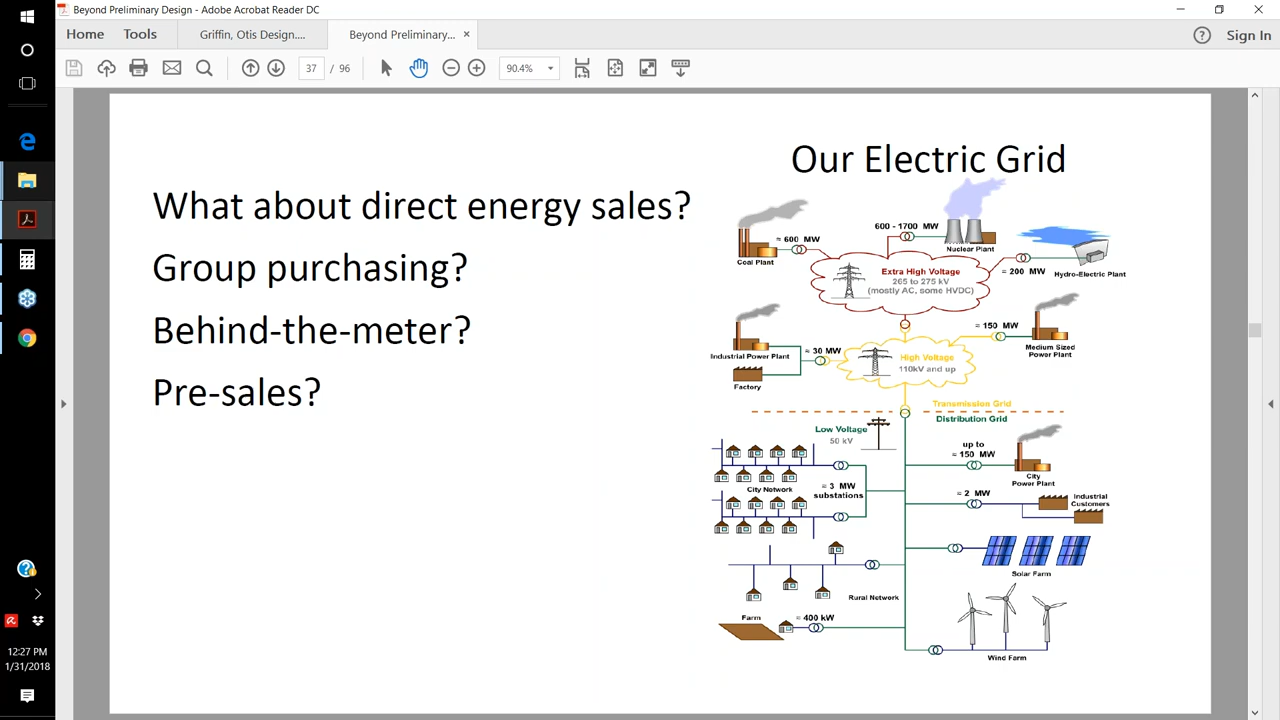 Beyond Preliminary Design - Adobe Acrobat Reader DC
Home
Tools
Griffin, Otis Design....
Beyond Preliminary...
Sign In
37 / 96
90.4%
Our Electric Grid
What about direct energy sales?
Group purchasing?
Behind-the-meter?
Pre-sales?
Coal Plant
≈ 600 MW
600 - 1700 MW
Nuclear Plant
Hydro-Electric Plant
≈ 200 MW
Extra High Voltage
265 to 275 kV
(mostly AC, some HVDC)
Industrial Power Plant
Factory
≈ 30 MW
≈ 150 MW
Medium Sized
Power Plant
High Voltage
110kV and up
Transmission Grid
Distribution Grid
Low Voltage
50 kV
City Network
≈ 3 MW
substations
up to
≈ 150 MW
City
Power Plant
≈ 2 MW
Industrial
Customers
Solar Farm
Rural Network
Farm
≈ 400 kW
Wind Farm
12:27 PM
1/31/2018